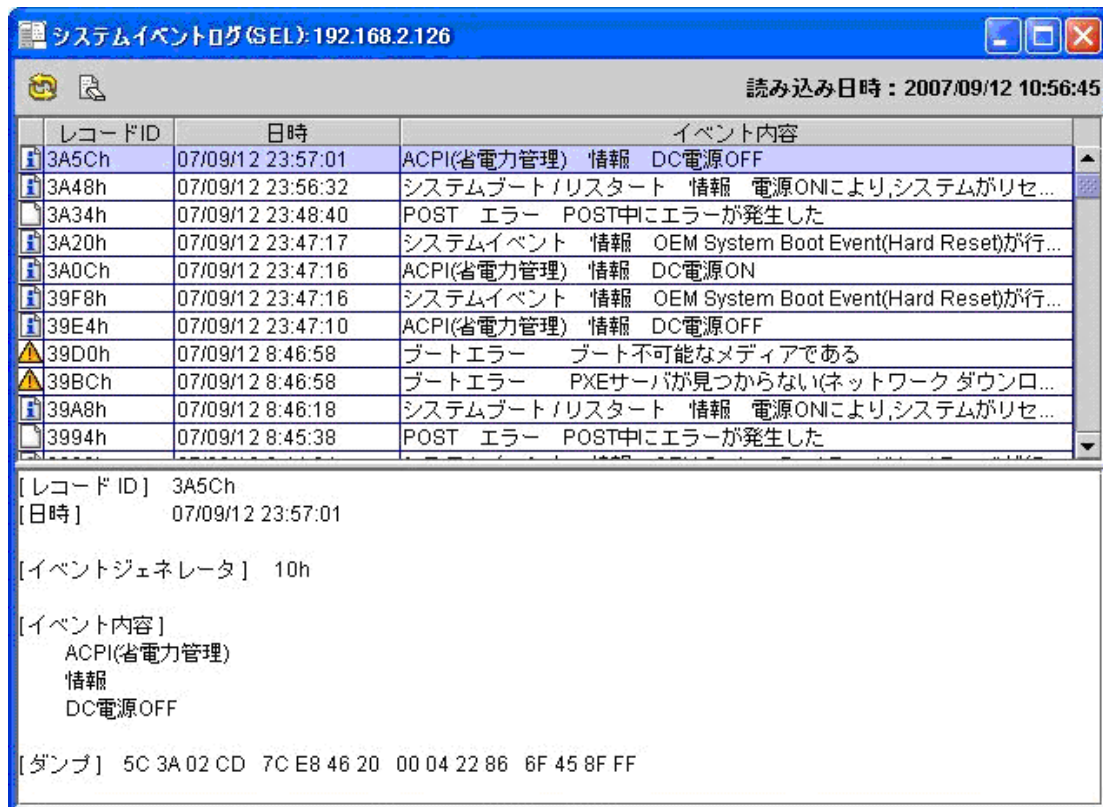 システムイベントログ(SEL):192.168.2.126
読み込み日時：2007/09/12 10:56:45
レコードID 日時 イベント内容
3A5Ch 07/09/12 23:57:01 ACPI(省電力管理) 情報 DC電源OFF
3A48h 07/09/12 23:56:32 システムブート / リスタート 情報 電源ONにより,システムがリセ...
3A34h 07/09/12 23:48:40 POST エラー POST中にエラーが発生した
3A20h 07/09/12 23:47:17 システムイベント 情報 OEM System Boot Event(Hard Reset)が行...
3A0Ch 07/09/12 23:47:16 ACPI(省電力管理) 情報 DC電源ON
39F8h 07/09/12 23:47:16 システムイベント 情報 OEM System Boot Event(Hard Reset)が行...
39E4h 07/09/12 23:47:10 ACPI(省電力管理) 情報 DC電源OFF
39D0h 07/09/12 8:46:58 ブートエラー ブート不可能なメディアである
39BCh 07/09/12 8:46:58 ブートエラー PXEサーバが見つからない(ネットワーク ダウンロ...
39A8h 07/09/12 8:46:18 システムブート / リスタート 情報 電源ONにより,システムがリセ...
3994h 07/09/12 8:45:38 POST エラー POST中にエラーが発生した
[レコード ID] 3A5Ch
[日時] 07/09/12 23:57:01
[イベントジェネレータ] 10h
[イベント内容]
ACPI(省電力管理)
情報
DC電源OFF
[ダンプ] 5C 3A 02 CD 7C E8 46 20 00 04 22 86 6F 45 8F FF